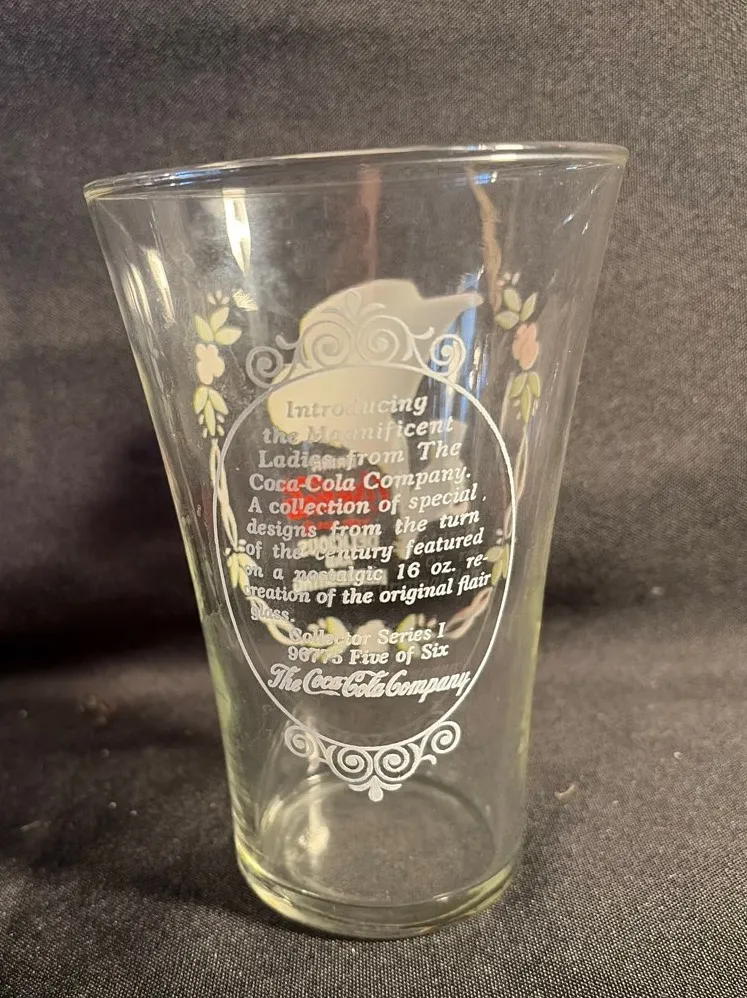 Introducing
the Magnificent
Ladies from The
Coca-Cola Company.
A collection of special
designs from the turn
of the century featured
on a nostalgic 16 oz. re-
creation of the original flair
glass.
Collector Series I
96775 Five of Six
The Coca-Cola Company